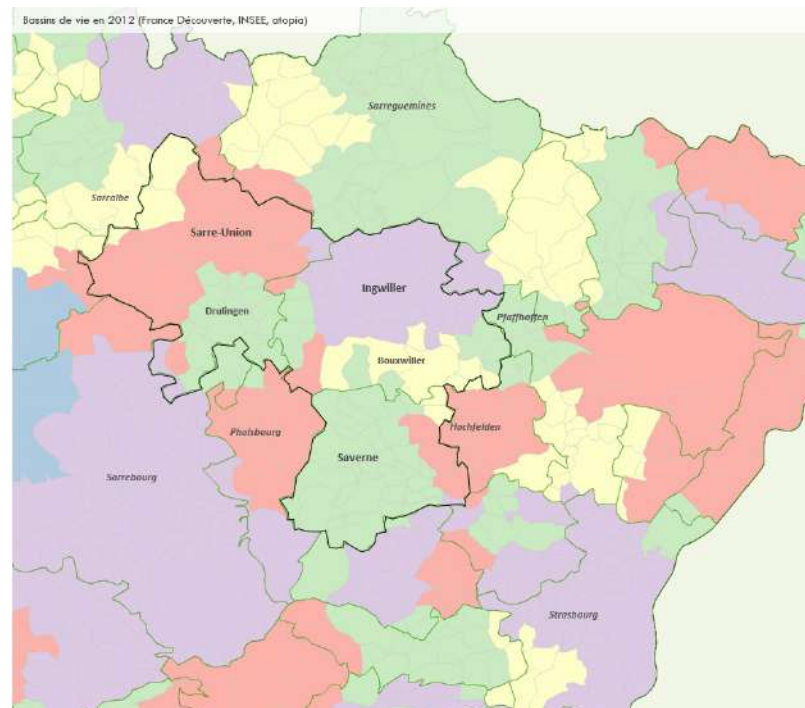 Bassins de vie en 2012 (France Découverte, INSEE, atopia)
Sarreguemines
Sarralbe
Sarre-Union
Ingwiller
Drulingen
Pfaffhoffen
Bouxwiller
Phalsbourg
Hochfelden
Saverne
Sarrebourg
Strasbourg